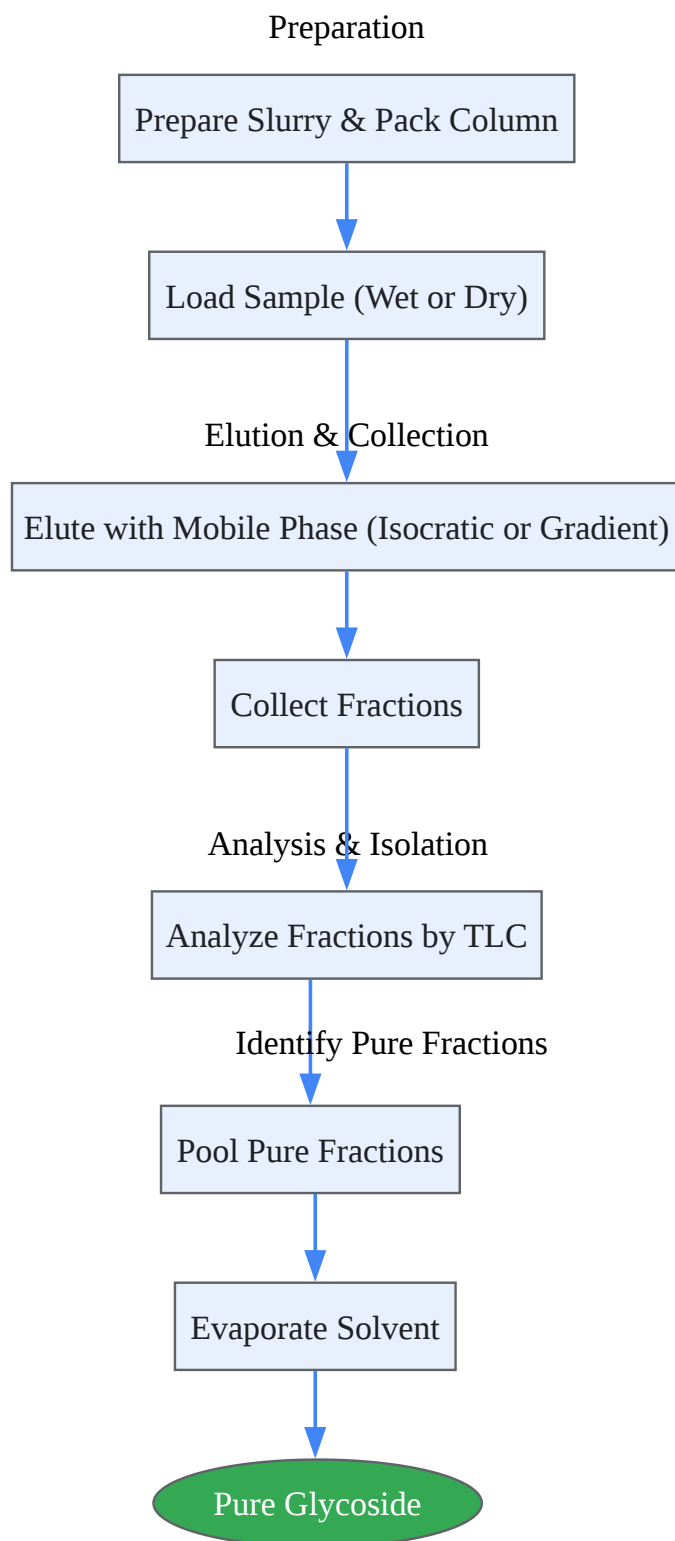 Preparation
Prepare Slurry & Pack Column
Load Sample (Wet or Dry)
Elution & Collection
Elute with Mobile Phase (Isocratic or Gradient)
Collect Fractions
Analysis & Isolation
Analyze Fractions by TLC
Identify Pure Fractions
Pool Pure Fractions
Evaporate Solvent
Pure Glycoside